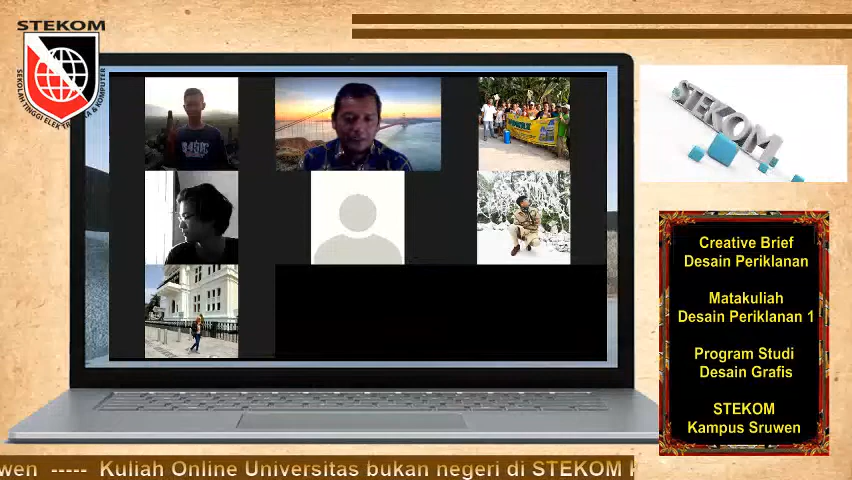 STEKOM
SEKOLAH TINGGI ELEKTRONIKA & KOMPUTER
BASIC
STEKOM
Creative Brief
Desain Periklanan
Matakuliah
Desain Periklanan 1
Program Studi
Desain Grafis
STEKOM
Kampus Sruwen
wen ----- Kuliah Online Universitas bukan negeri di STEKOM k